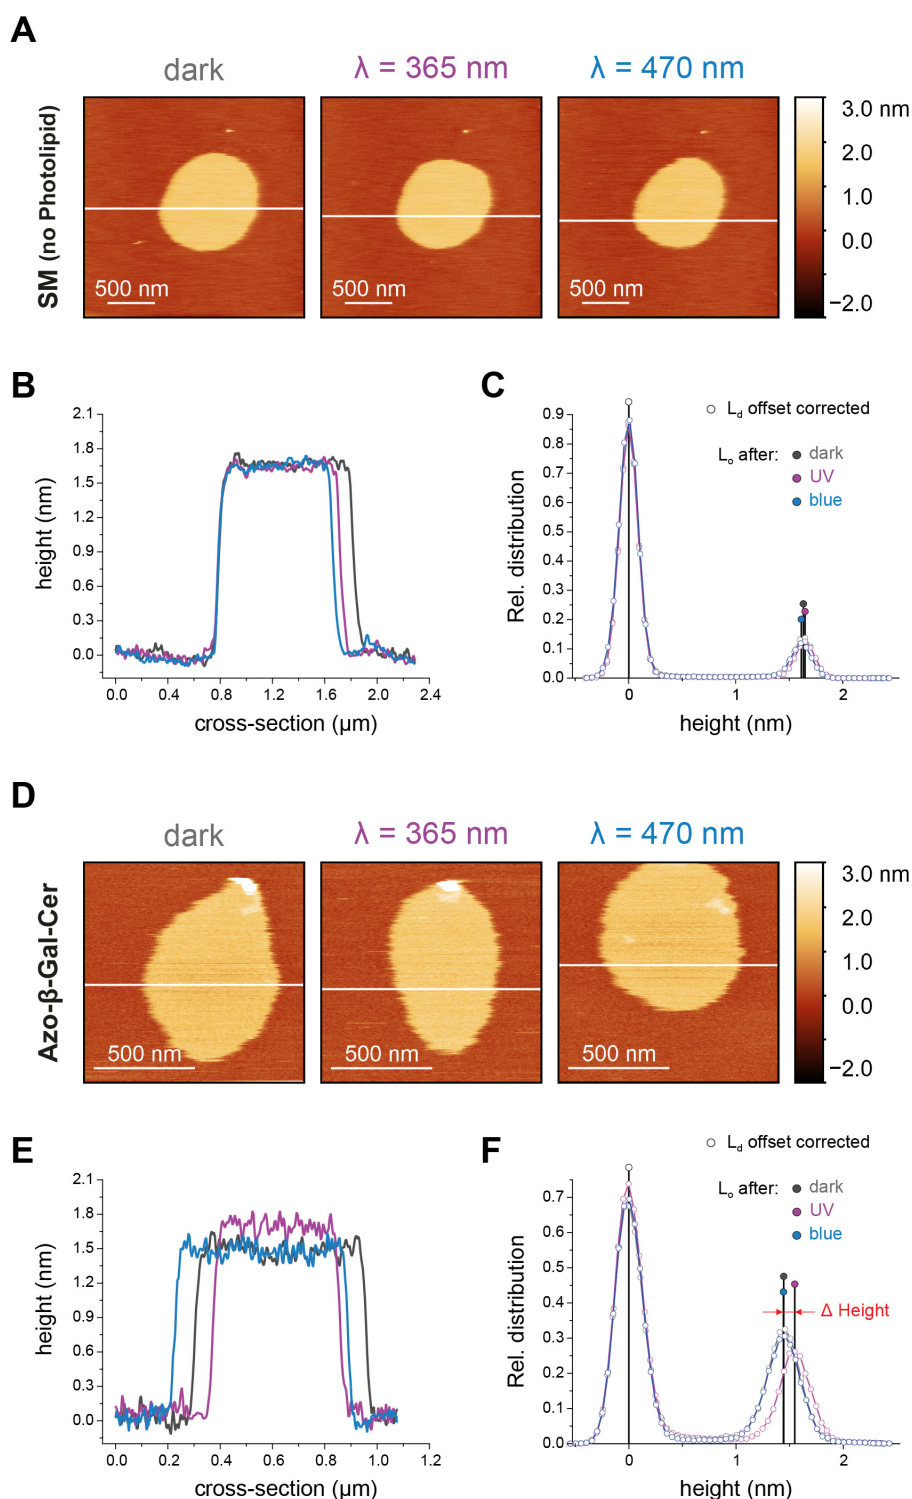 A
dark
λ = 365 nm
λ = 470 nm
SM (no Photolipid)
500 nm
500 nm
500 nm
3.0 nm
2.0
1.0
0.0
−2.0
B
2.1
1.8
1.5
1.2
0.9
0.6
0.3
0.0
height (nm)
0.0 0.4 0.8 1.2 1.6 2.0 2.4
cross-section (µm)
C
Ld offset corrected
Lo after: dark
UV
blue
0.9
0.8
0.7
0.6
0.5
0.4
0.3
0.2
0.1
0.0
Rel. distribution
0 1 2
height (nm)
D
dark
λ = 365 nm
λ = 470 nm
Azo-β-Gal-Cer
500 nm
500 nm
500 nm
3.0 nm
2.0
1.0
0.0
−2.0
E
2.1
1.8
1.5
1.2
0.9
0.6
0.3
0.0
height (nm)
0.0 0.2 0.4 0.6 0.8 1.0 1.2
cross-section (µm)
F
Ld offset corrected
Lo after: dark
UV
blue
Δ Height
0.7
0.6
0.5
0.4
0.3
0.2
0.1
0.0
Rel. distribution
0 1 2
height (nm)